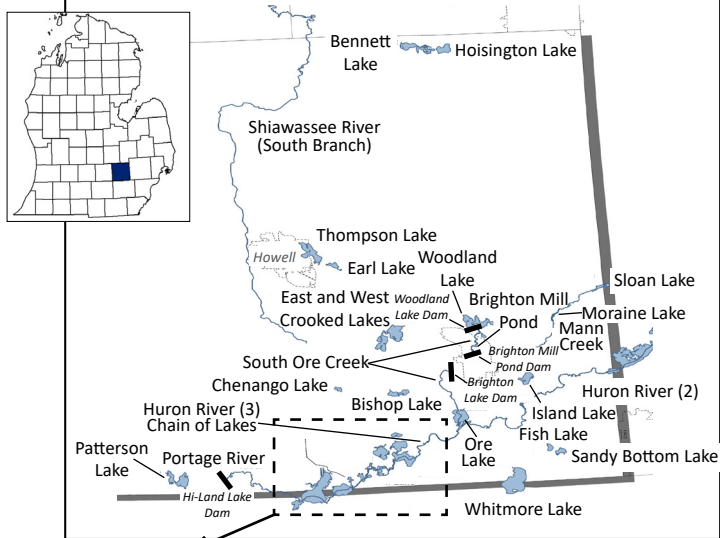 Bennett
Lake
Hoisington Lake
Shiawassee River
(South Branch)
Thompson Lake
Howell
Earl Lake
Woodland
Lake
Sloan Lake
East and West
Crooked Lakes
Woodland
Lake Dam
Brighton Mill
Pond
Moraine Lake
Mann
Creek
South Ore Creek
Brighton Mill
Pond Dam
Chenango Lake
Brighton
Lake Dam
Huron River (2)
Bishop Lake
Island Lake
Huron River (3)
Chain of Lakes
Fish Lake
Ore
Lake
Sandy Bottom Lake
Patterson
Lake
Portage River
Hi-Land Lake
Dam
Whitmore Lake